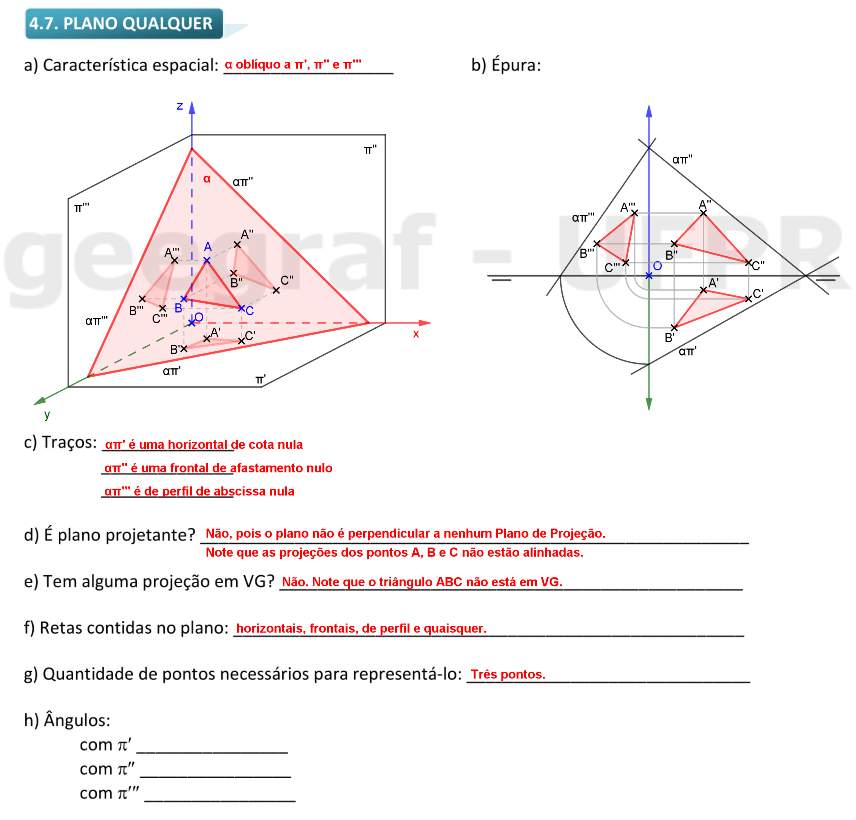 4.7. PLANO QUALQUER
a) Característica espacial: α oblíquo a π', π'' e π'''
b) Épura:
z
π''
α
απ''
π'''
A'''
A
A''
B''
C''
B'''
C'''
B
C
O
απ'''
x
A'
B'
C'
απ'
π'
y
απ''
απ'''
A'''
A''
B'''
B''
C'''
C''
O
A'
C'
B'
απ'
geograf - UFPR
c) Traços: απ' é uma horizontal de cota nula
απ'' é uma frontal de afastamento nulo
απ''' é de perfil de abscissa nula
d) É plano projetante? Não, pois o plano não é perpendicular a nenhum Plano de Projeção.
Note que as projeções dos pontos A, B e C não estão alinhadas.
e) Tem alguma projeção em VG? Não. Note que o triângulo ABC não está em VG.
f) Retas contidas no plano: horizontais, frontais, de perfil e quaisquer.
g) Quantidade de pontos necessários para representá-lo: Três pontos.
h) Ângulos:
com π' ________________
com π'' ________________
com π''' ________________